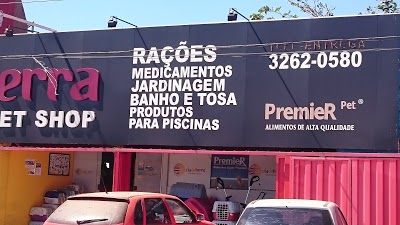 erra
PET SHOP
RAÇÕES
MEDICAMENTOS
JARDINAGEM
BANHO E TOSA
PRODUTOS
PARA PISCINAS
TELE-ENTREGA
3262-0580
PremieR Pet ®
ALIMENTOS DE ALTA QUALIDADE
PremieR